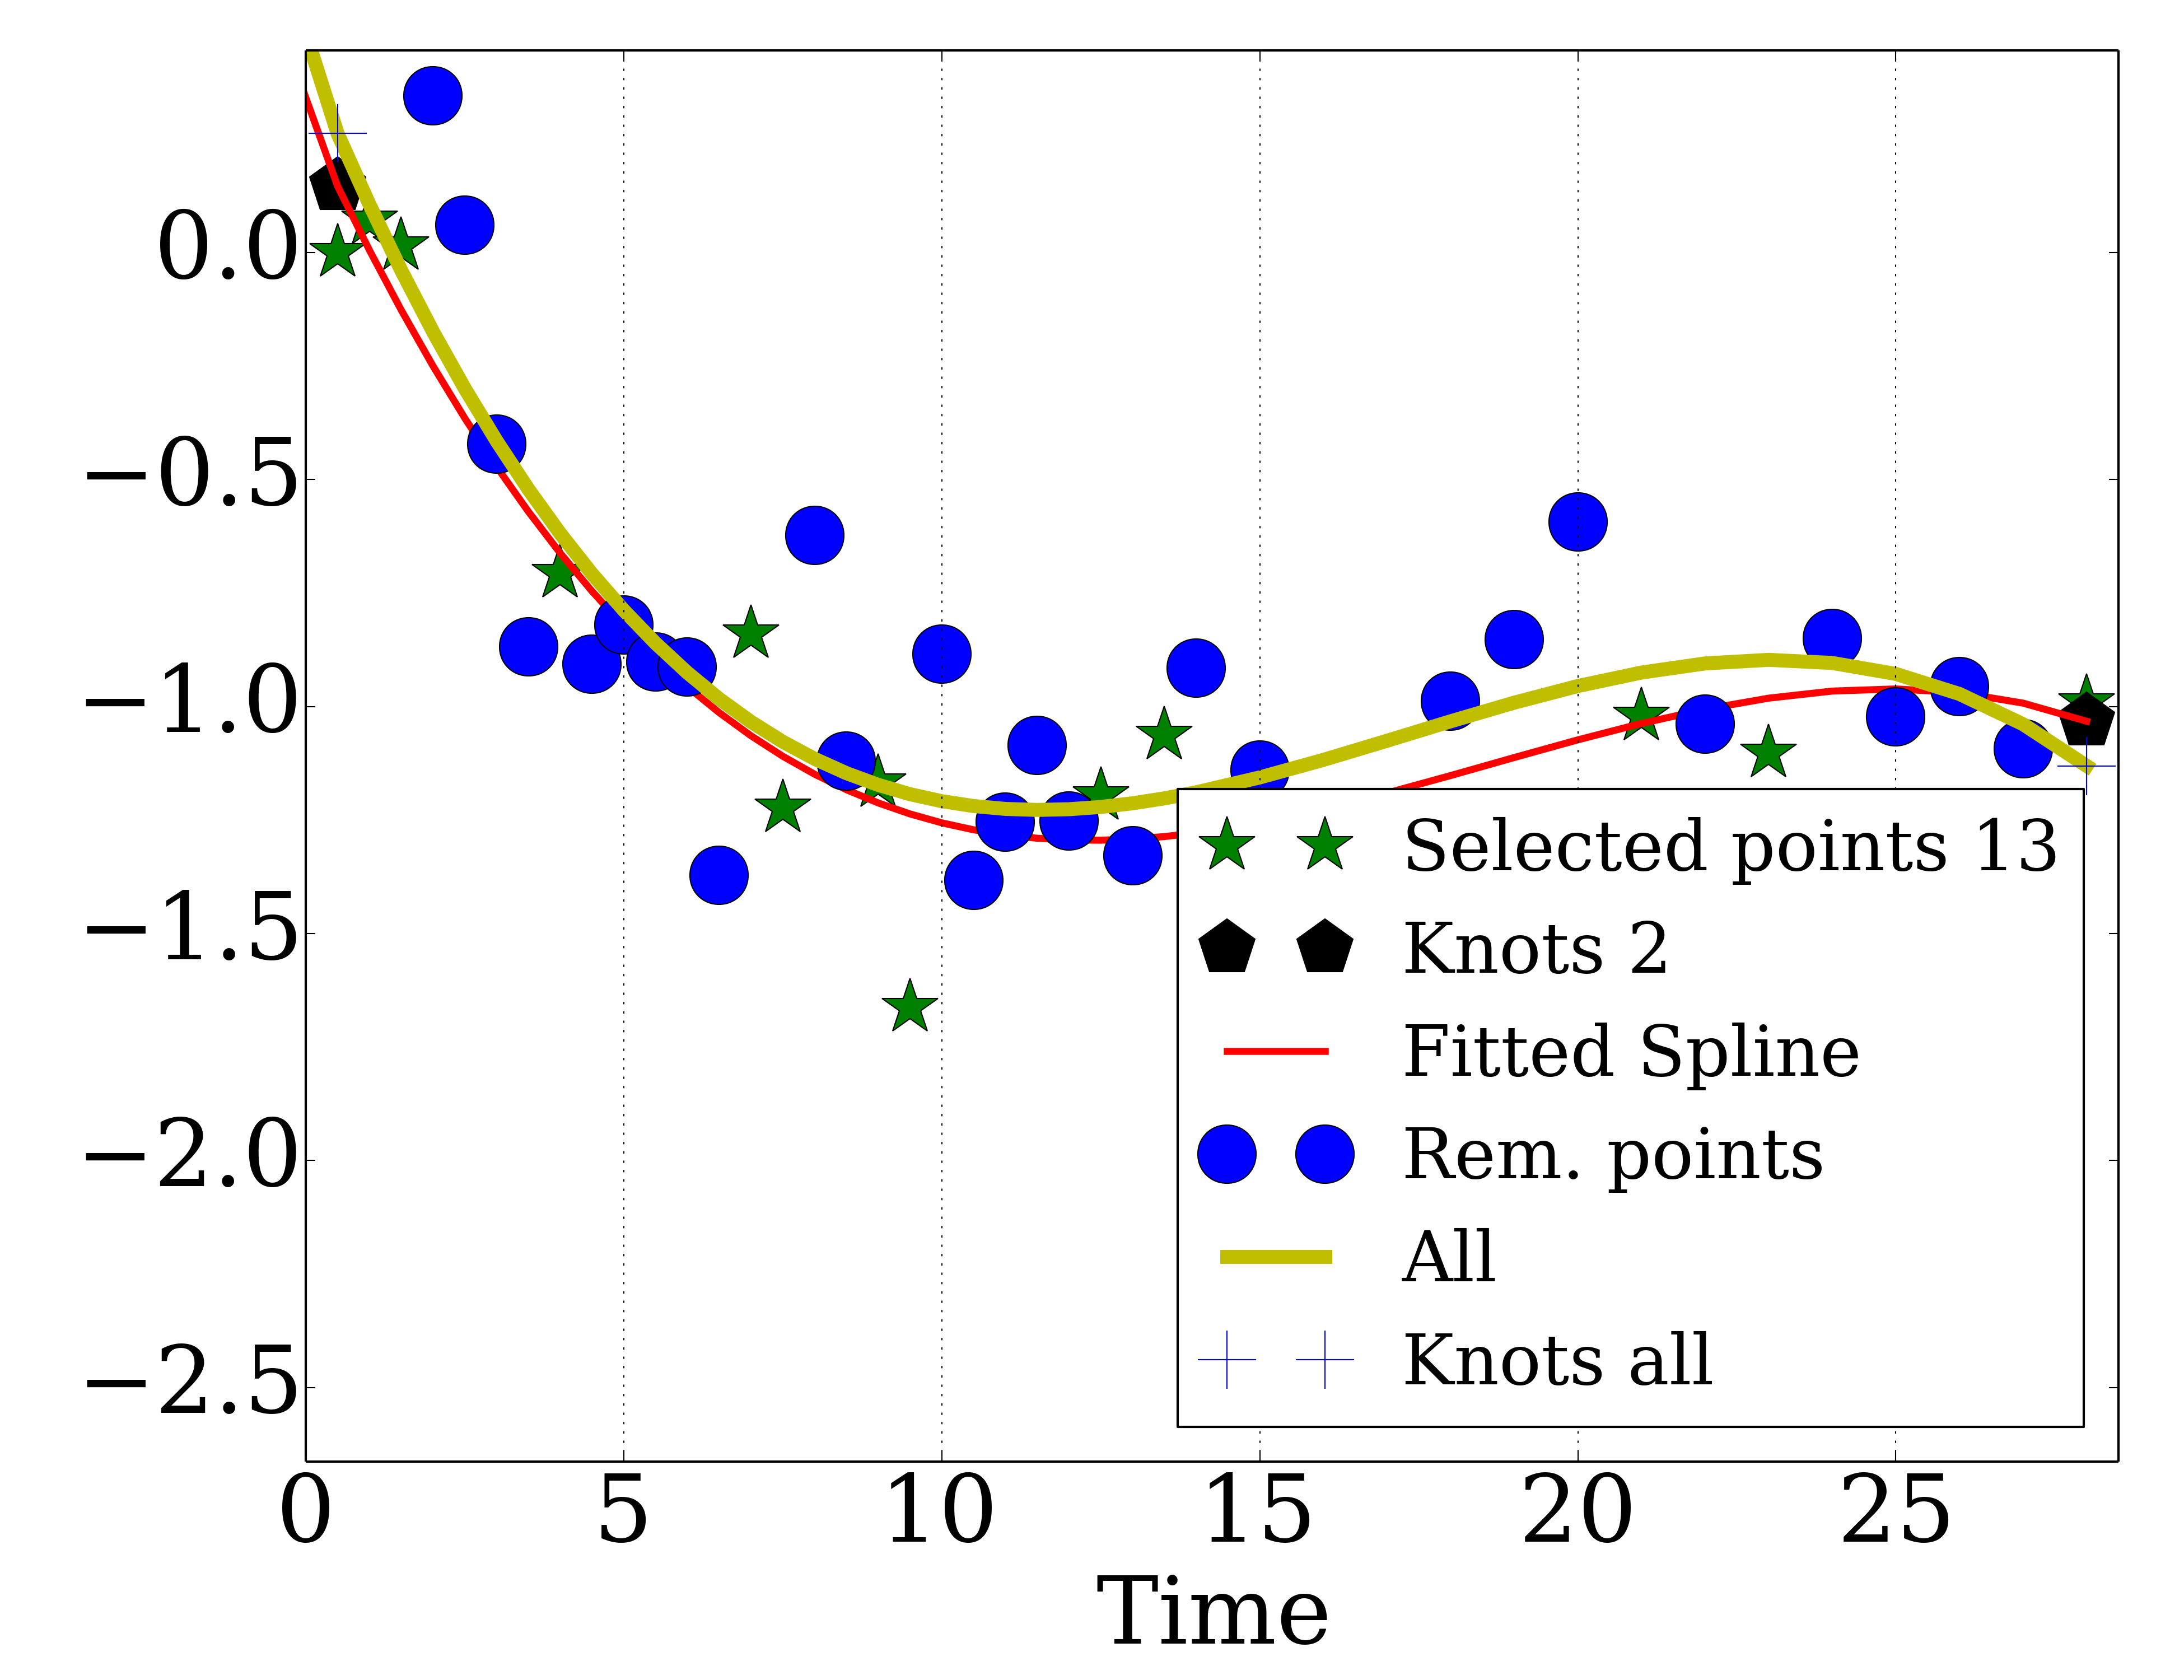 0.0
−0.5
−1.0
−1.5
−2.0
−2.5
0 5 10 15 20 25
Time
Selected points 13
Knots 2
Fitted Spline
Rem. points
All
Knots all